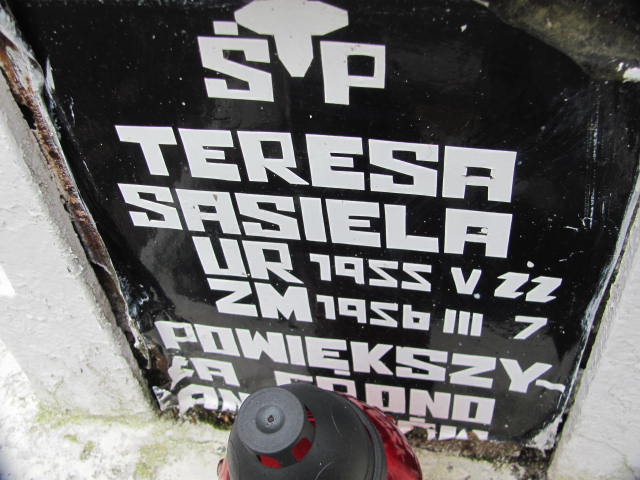 ŚP
TERESA
SASIELA
UR 1955 V. 22
ZM 1956 III 7
POWIĘKSZY-
ŁA GRONO